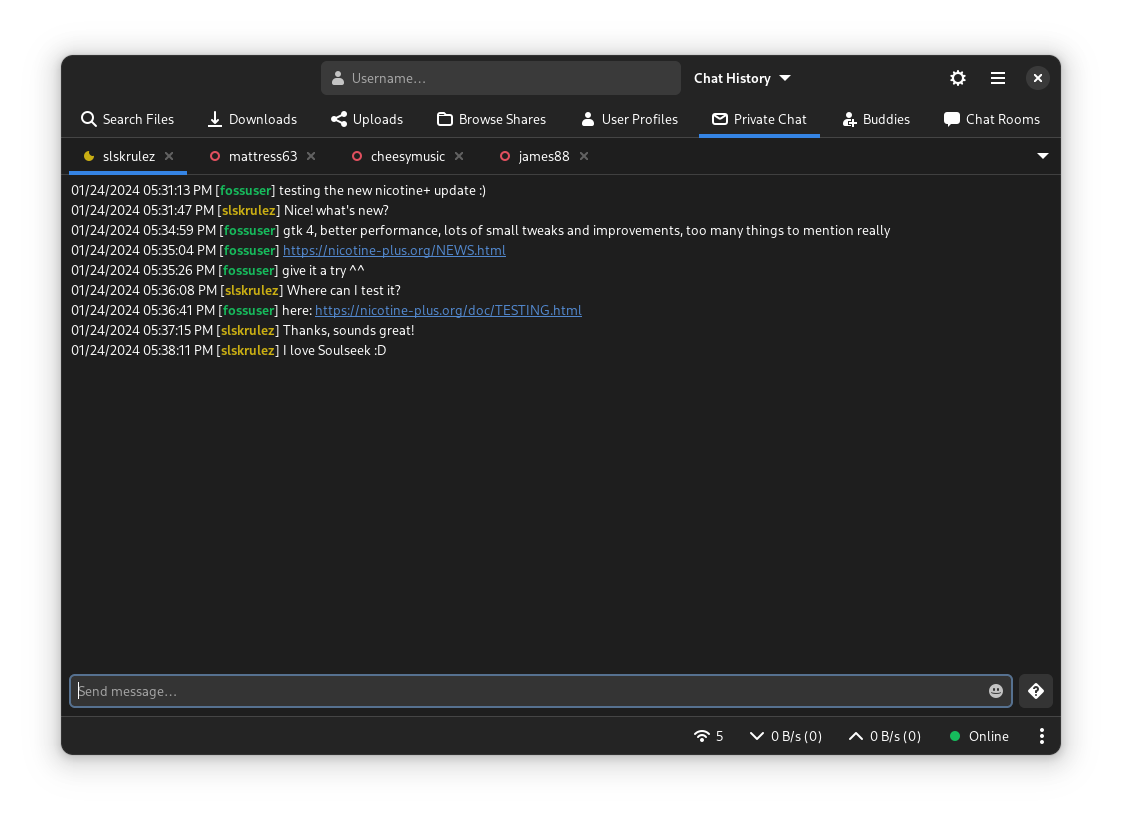 Username… Chat History
Search Files Downloads Uploads Browse Shares User Profiles Private Chat Buddies Chat Rooms
slskrulez mattress63 cheesymusic james88
01/24/2024 05:31:13 PM [fossuser] testing the new nicotine+ update :)
01/24/2024 05:31:47 PM [slskrulez] Nice! what's new?
01/24/2024 05:34:59 PM [fossuser] gtk 4, better performance, lots of small tweaks and improvements, too many things to mention really
01/24/2024 05:35:04 PM [fossuser] https://nicotine-plus.org/NEWS.html
01/24/2024 05:35:26 PM [fossuser] give it a try ^^
01/24/2024 05:36:08 PM [slskrulez] Where can I test it?
01/24/2024 05:36:41 PM [fossuser] here: https://nicotine-plus.org/doc/TESTING.html
01/24/2024 05:37:15 PM [slskrulez] Thanks, sounds great!
01/24/2024 05:38:11 PM [slskrulez] I love Soulseek :D
Send message…
5 0 B/s (0) 0 B/s (0) Online